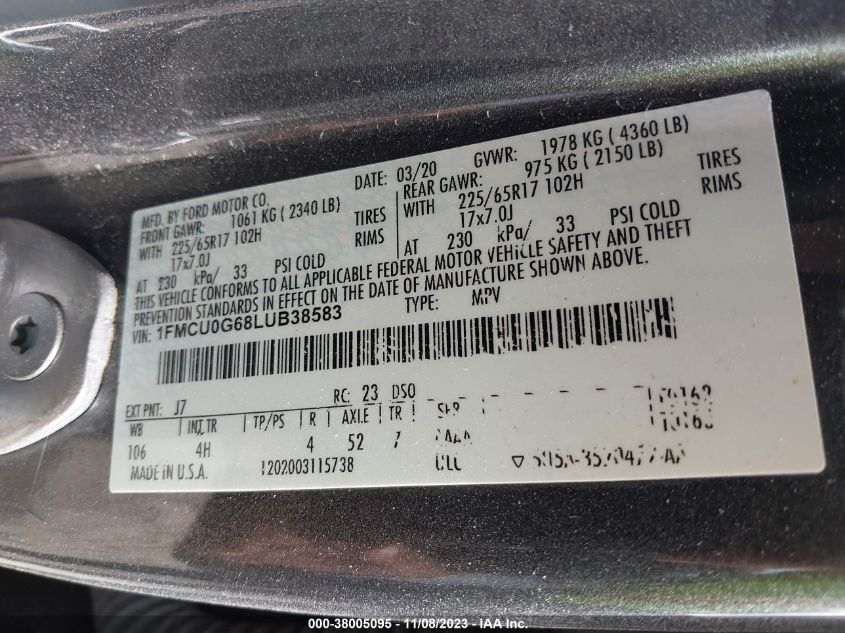 MFD. BY FORD MOTOR CO.
DATE: 03/20 GVWR: 1978 KG ( 4360 LB)
FRONT GAWR: 1061 KG ( 2340 LB)
REAR GAWR: 975 KG ( 2150 LB)
WITH 225/65R17 102H TIRES
WITH 225/65R17 102H TIRES
17x7.0J RIMS
17x7.0J RIMS
AT 230 kPa/ 33 PSI COLD
AT 230 kPa/ 33 PSI COLD
THIS VEHICLE CONFORMS TO ALL APPLICABLE FEDERAL MOTOR VEHICLE SAFETY AND THEFT
PREVENTION STANDARDS IN EFFECT ON THE DATE OF MANUFACTURE SHOWN ABOVE.
VIN: 1FMCU0G68LUB38583 TYPE: MPV
EXT PNT: J7 RC: 23 DSO
WB INT TR TP/PS R AXLE TR SPR
106 4H 4 52 7
MADE IN U.S.A. 1202003115738
000-38005095 - 11/08/2023 - IAA Inc.